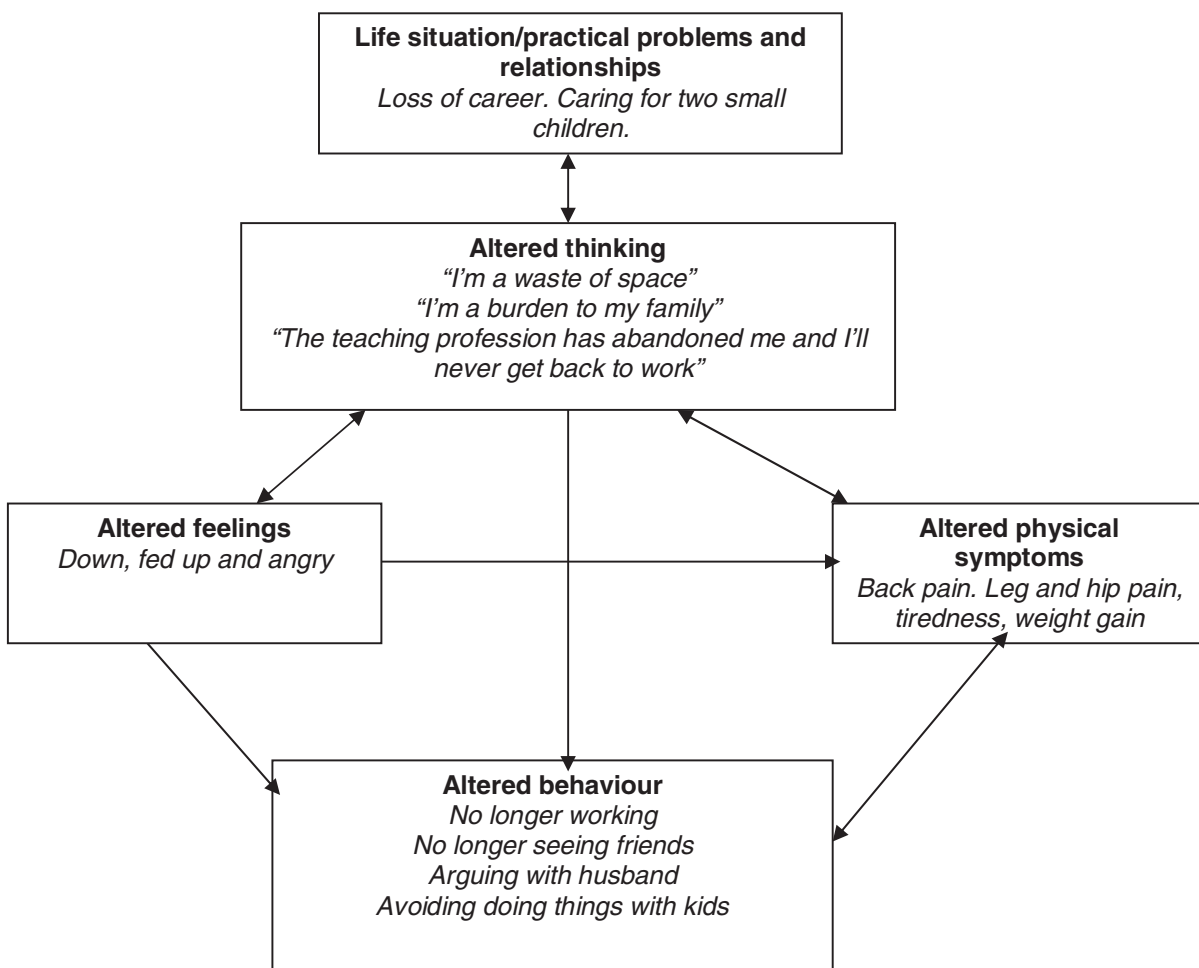 Life situation/practical problems and
relationships
Loss of career. Caring for two small
children.
Altered thinking
“I’m a waste of space”
“I’m a burden to my family”
“The teaching profession has abandoned me and I’ll
never get back to work”
Altered feelings
Down, fed up and angry
Altered physical
symptoms
Back pain. Leg and hip pain,
tiredness, weight gain
Altered behaviour
No longer working
No longer seeing friends
Arguing with husband
Avoiding doing things with kids